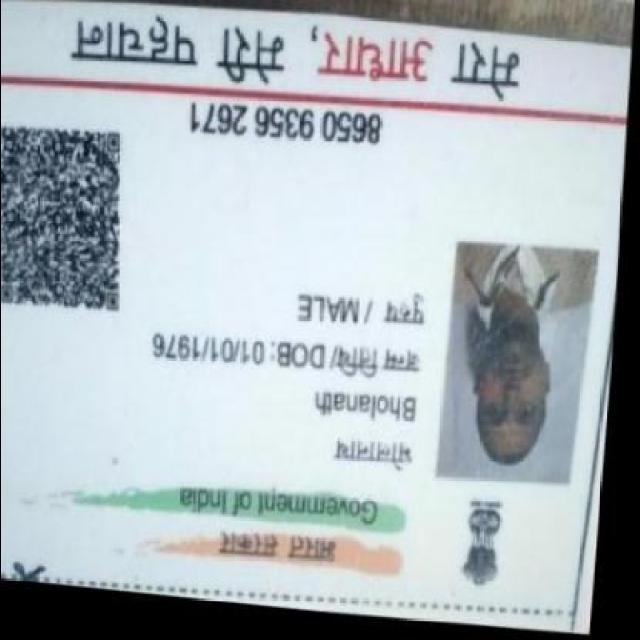 भारत सरकार
Government of India
भोलानाथ
Bholanath
जन्म तिथि/ DOB: 01/01/1976
पुरुष / MALE
8650 9356 2671
मेरा आधार, मेरी पहचान